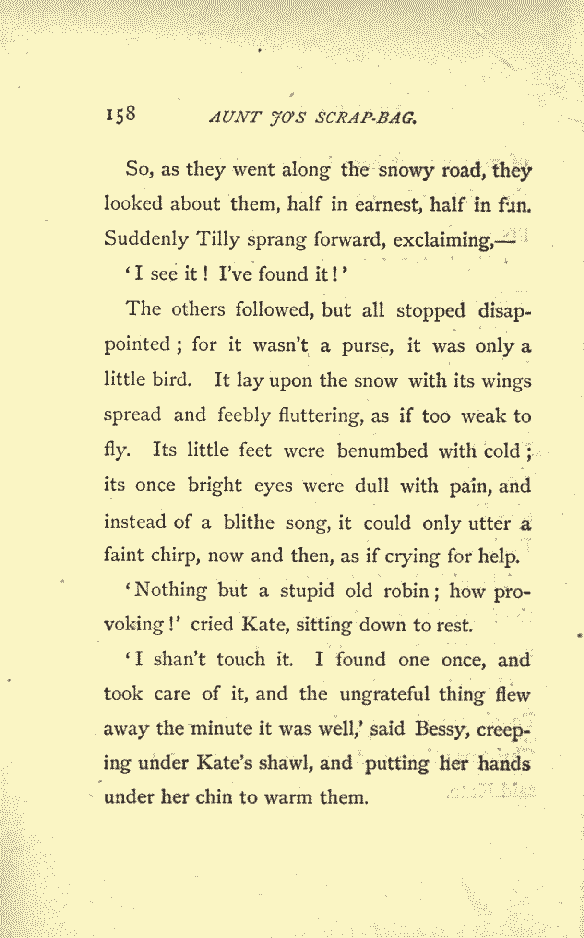 158 AUNT JO'S SCRAP-BAG.
So, as they went along the snowy road, they
looked about them, half in earnest, half in fun.
Suddenly Tilly sprang forward, exclaiming,—
‘I see it! I've found it!’
The others followed, but all stopped disap-
pointed; for it wasn't a purse, it was only a
little bird. It lay upon the snow with its wings
spread and feebly fluttering, as if too weak to
fly. Its little feet were benumbed with cold;
its once bright eyes were dull with pain, and
instead of a blithe song, it could only utter a
faint chirp, now and then, as if crying for help.
‘Nothing but a stupid old robin; how pro-
voking!’ cried Kate, sitting down to rest.
‘I shan't touch it. I found one once, and
took care of it, and the ungrateful thing flew
away the minute it was well,’ said Bessy, creep-
ing under Kate's shawl, and putting her hands
under her chin to warm them.